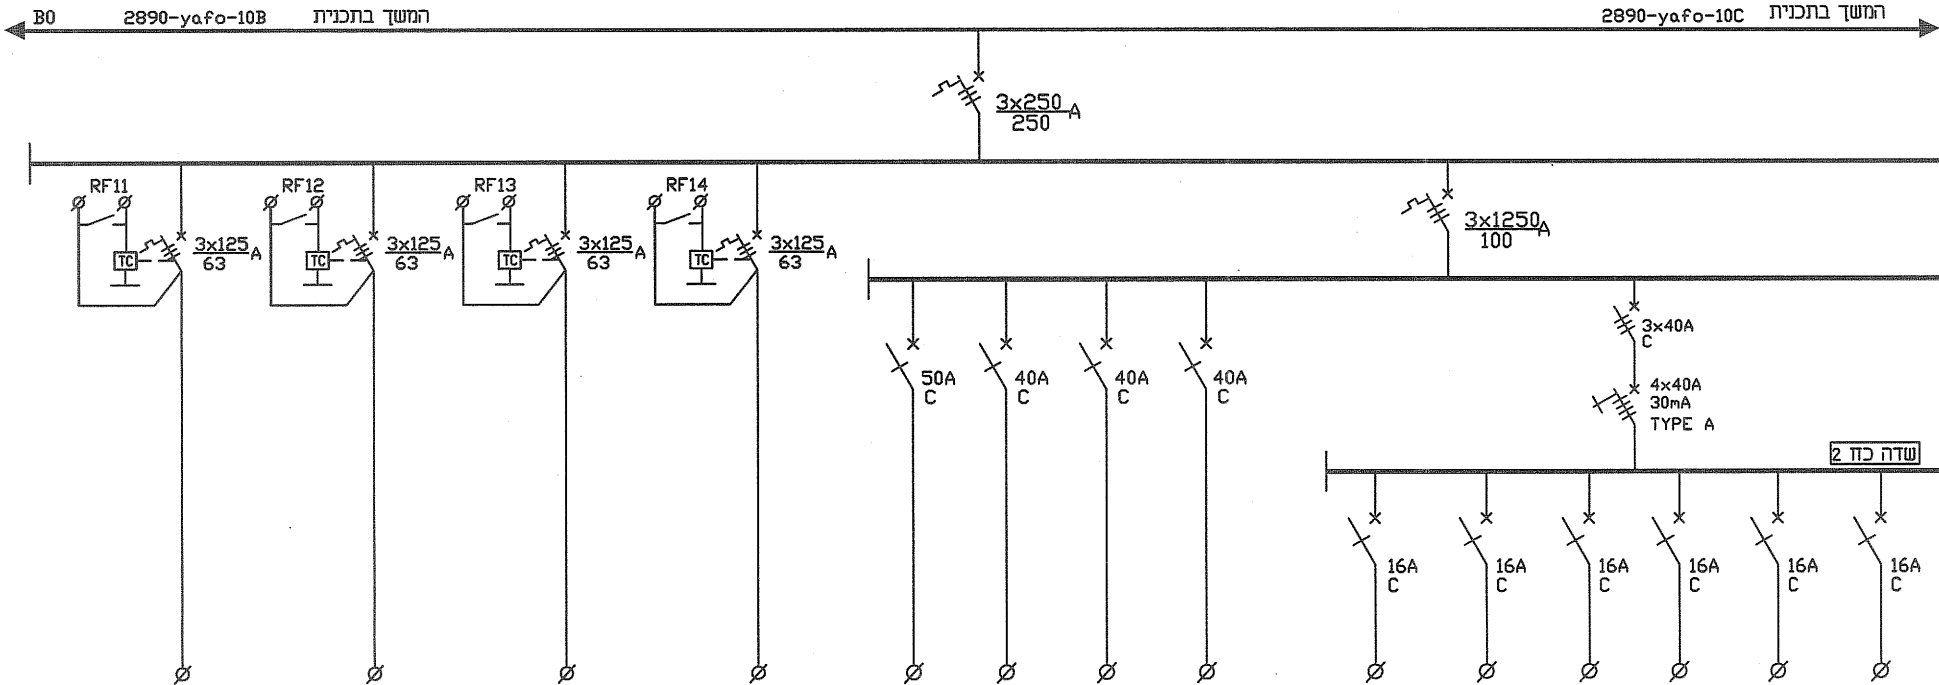 B0 2890-yafo-10B המשך בתכנית
2890-yafo-10C המשך בתכנית
3x250 A
250
RF11
RF12
RF13
RF14
3x125 A
63
3x125 A
63
3x125 A
63
3x125 A
63
TC
TC
TC
TC
3x1250 A
100
3x40A
C
50A
C
40A
C
40A
C
40A
C
4x40A
30mA
TYPE A
שדה כח 2
16A
C
16A
C
16A
C
16A
C
16A
C
16A
C